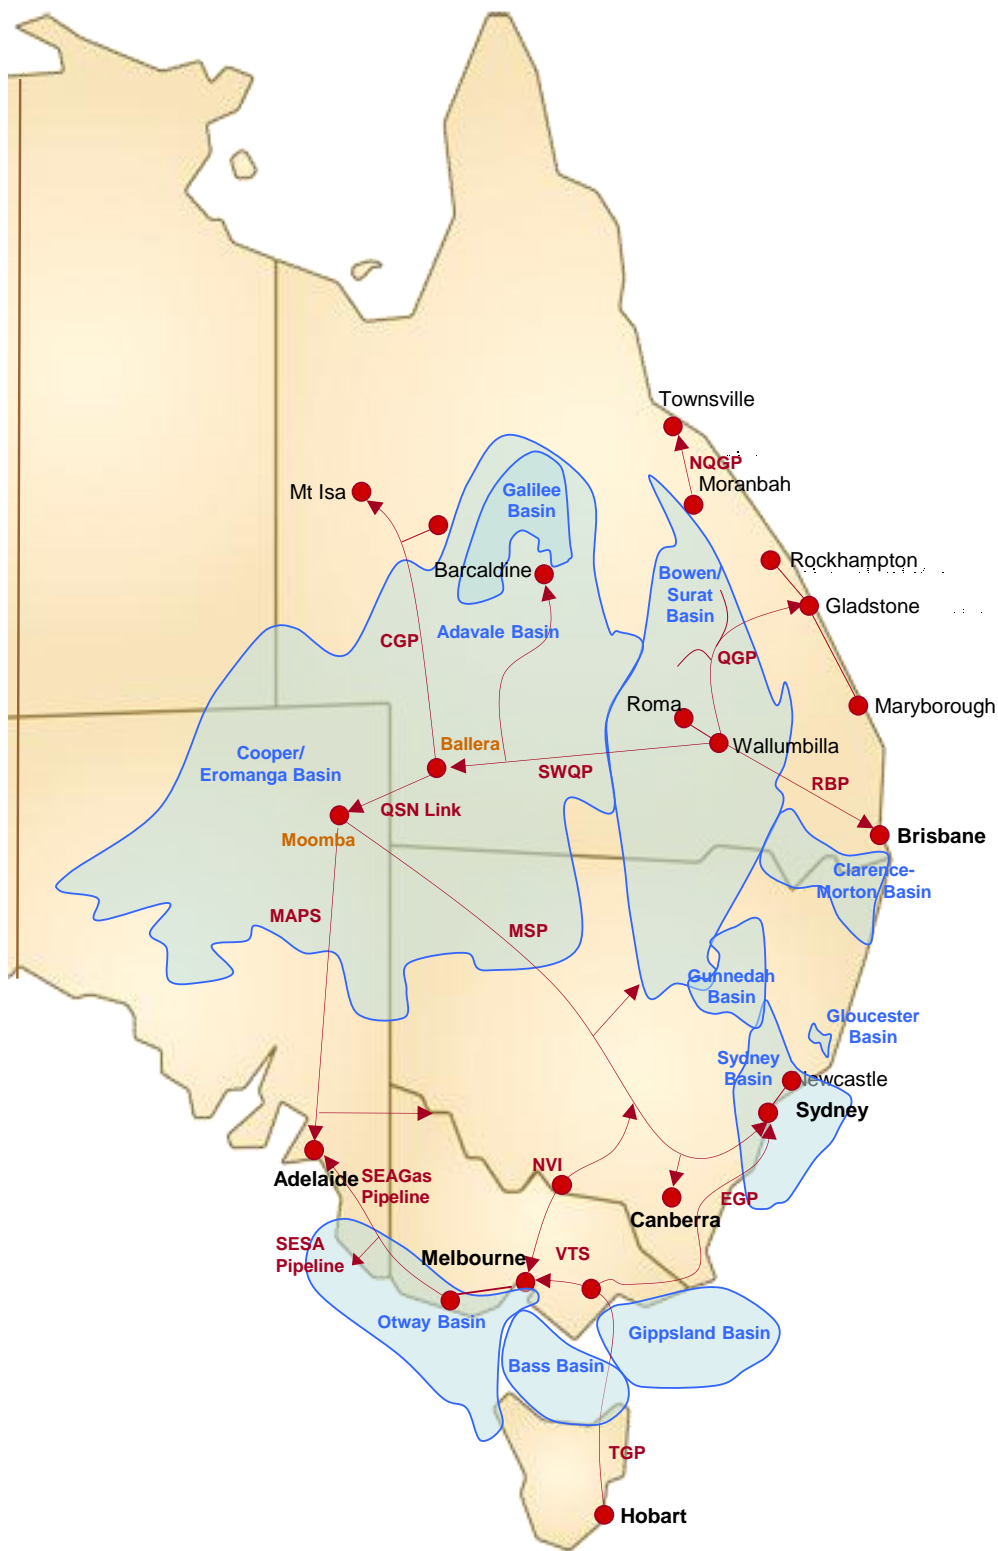 Townsville
NQGP
Moranbah
Mt Isa
Galilee
Basin
Rockhampton
Barcaldine
Bowen/
Surat
Basin
Gladstone
CGP
Adavale Basin
QGP
Roma
Maryborough
Ballera
Wallumbilla
Cooper/
Eromanga Basin
SWQP
RBP
QSN Link
Moomba
Brisbane
Clarence-
Morton Basin
MAPS
MSP
Gunnedah
Basin
Gloucester
Basin
Sydney
Basin
Newcastle
Sydney
NVI
Adelaide
SEAGas
Pipeline
EGP
Canberra
SESA
Pipeline
Melbourne
VTS
Otway Basin
Gippsland Basin
Bass Basin
TGP
Hobart